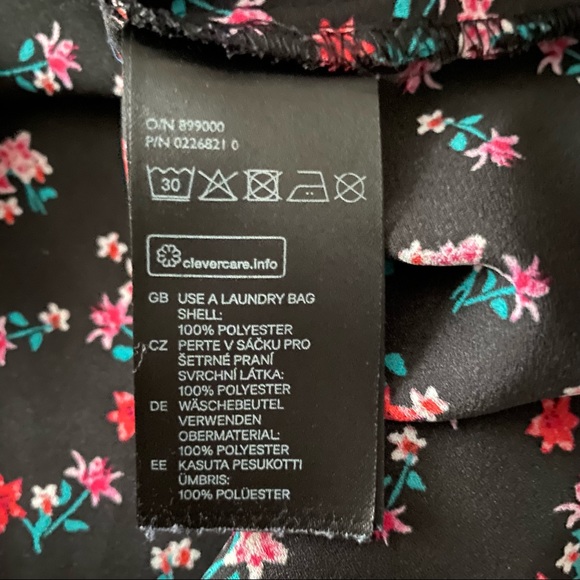 O/N 899000
P/N 0226821 0
30
clevercare.info
GB USE A LAUNDRY BAG
SHELL:
100% POLYESTER
CZ PERTE V SÁČKU PRO
ŠETRNÉ PRANÍ
SVRCHNÍ LÁTKA:
100% POLYESTER
DE WÄSCHEBEUTEL
VERWENDEN
OBERMATERIAL:
100% POLYESTER
EE KASUTA PESUKOTTI
ÜMBRIS:
100% POLÜESTER